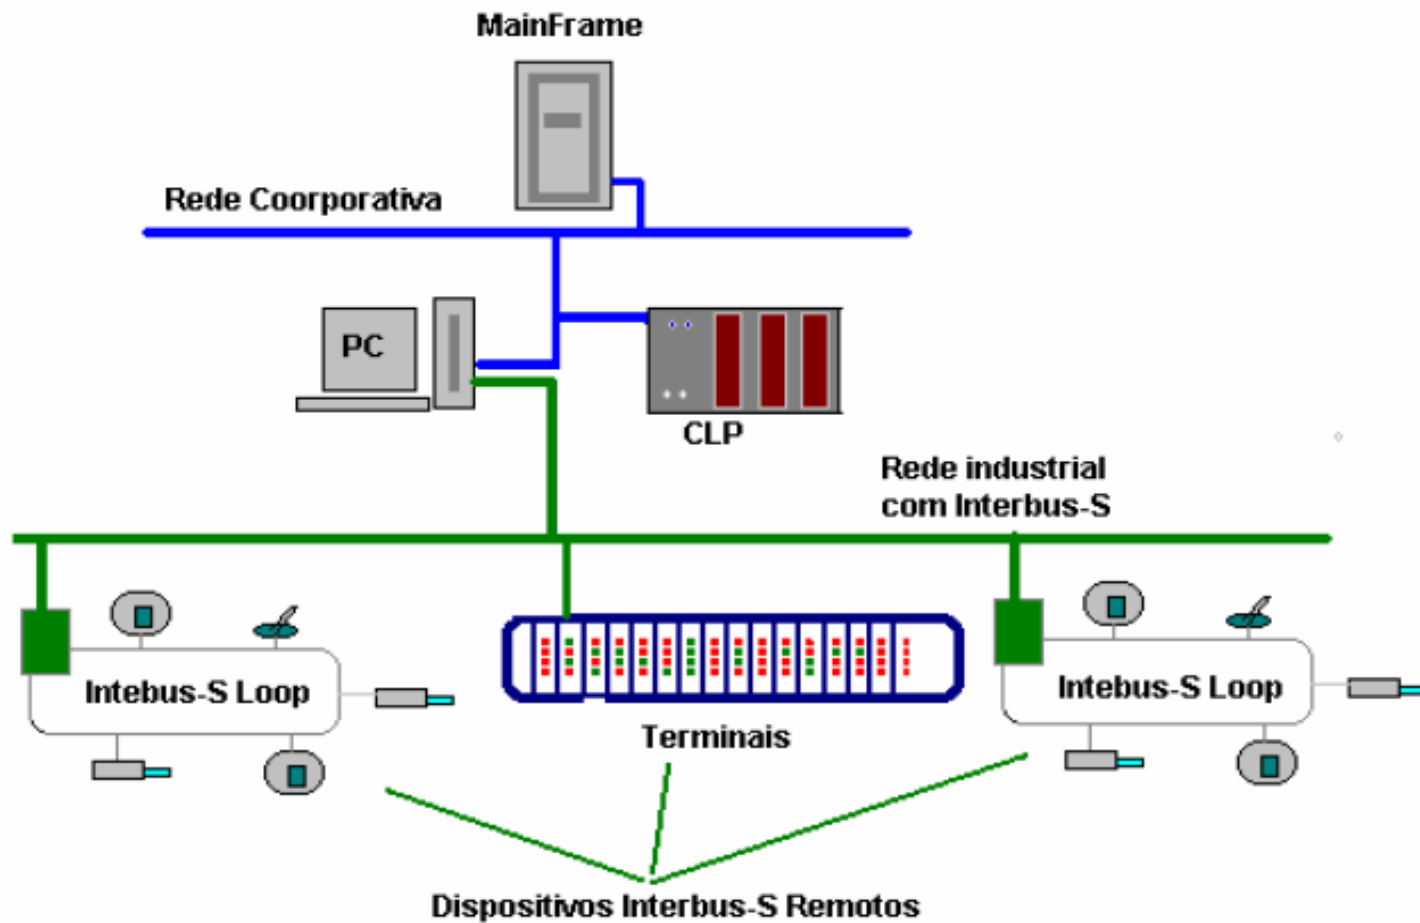 MainFrame
Rede Coorporativa
PC
CLP
Rede industrial
com Interbus-S
Intebus-S Loop
Intebus-S Loop
Terminais
Dispositivos Interbus-S Remotos